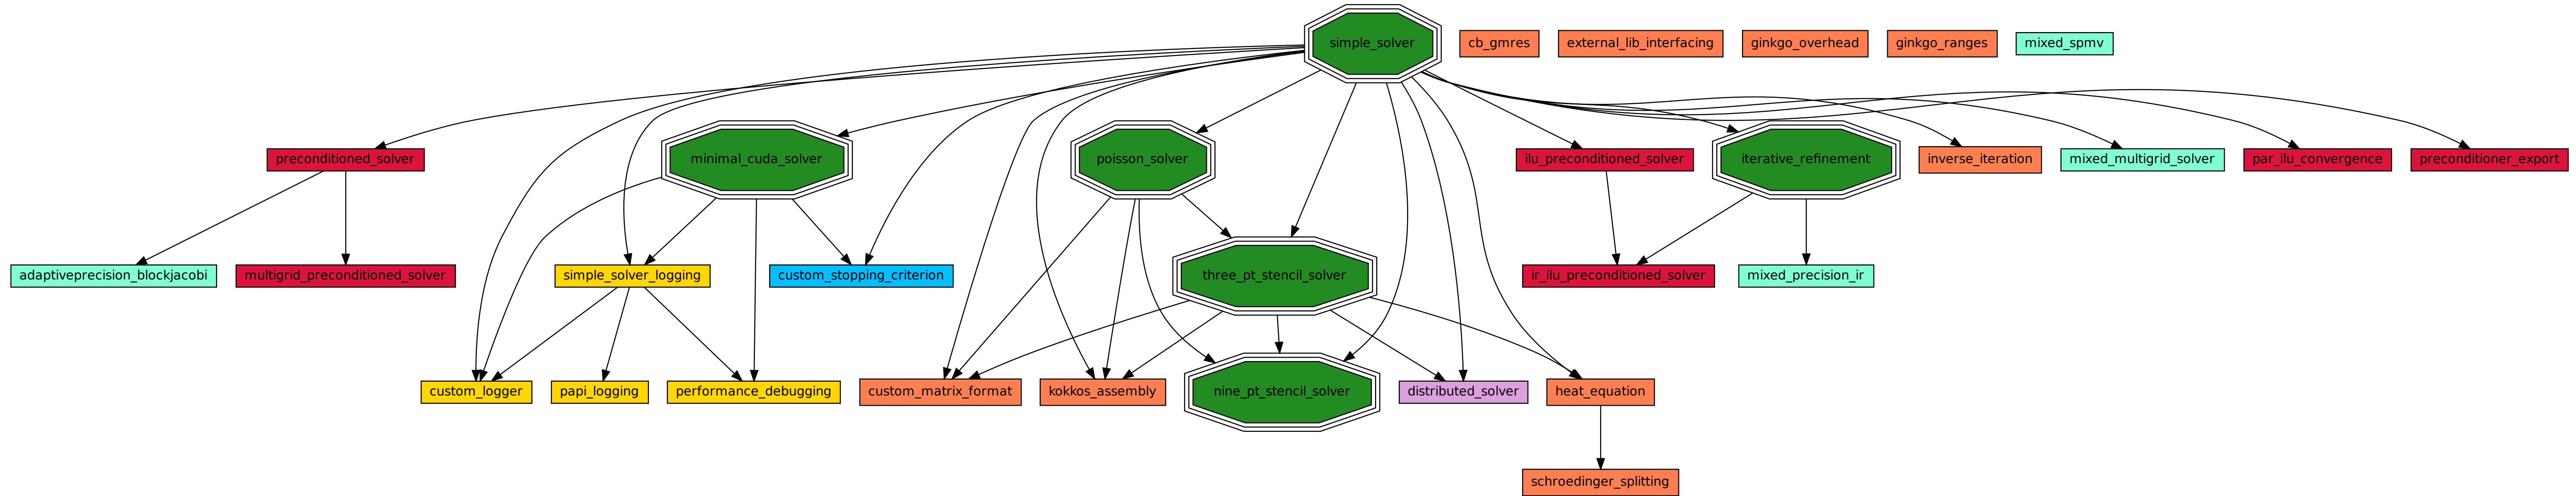 simple_solver
cb_gmres
external_lib_interfacing
ginkgo_overhead
ginkgo_ranges
mixed_spmv
preconditioned_solver
minimal_cuda_solver
poisson_solver
ilu_preconditioned_solver
iterative_refinement
inverse_iteration
mixed_multigrid_solver
par_ilu_convergence
preconditioner_export
adaptiveprecision_blockjacobi
multigrid_preconditioned_solver
simple_solver_logging
custom_stopping_criterion
three_pt_stencil_solver
ir_ilu_preconditioned_solver
mixed_precision_ir
custom_logger
papi_logging
performance_debugging
custom_matrix_format
kokkos_assembly
nine_pt_stencil_solver
distributed_solver
heat_equation
schroedinger_splitting